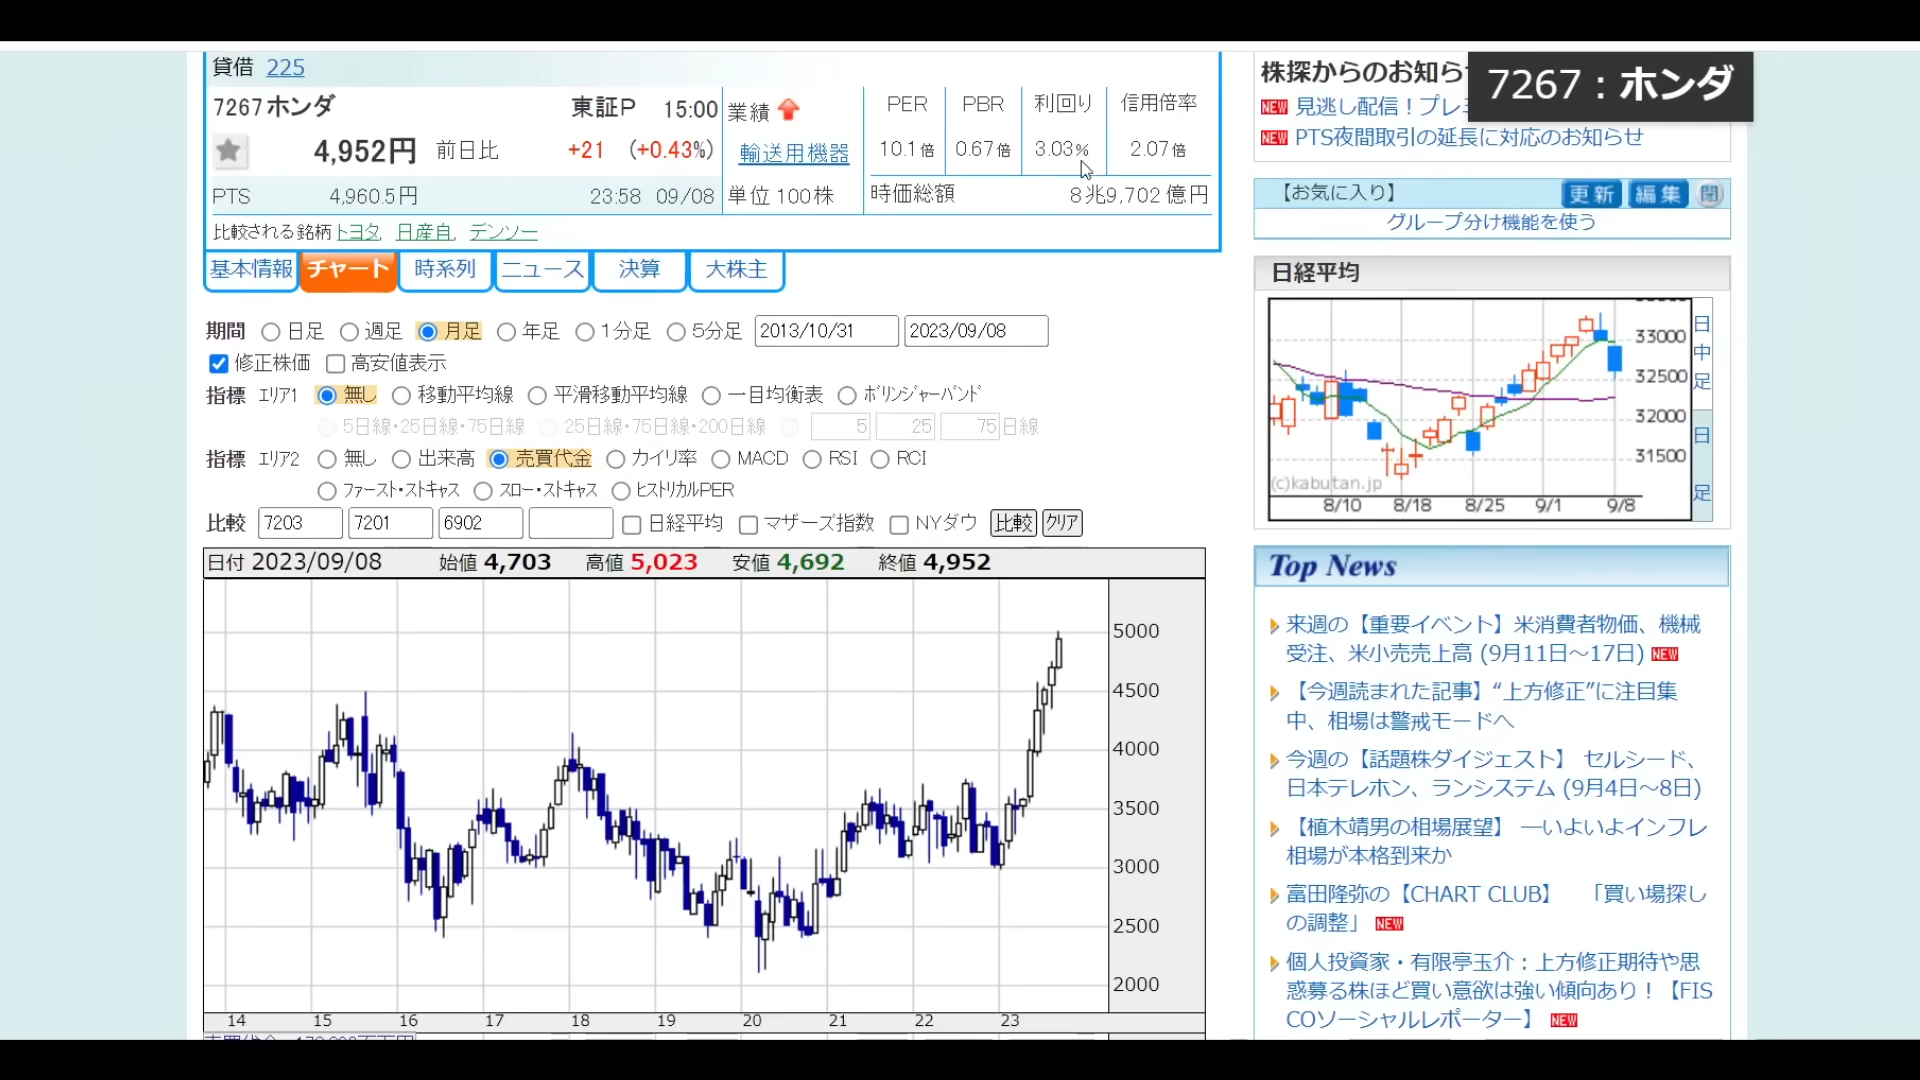 貸借 225
7267ホンダ 東証P 15:00 業績
4,952円 前日比 +21 (+0.43%) 輸送用機器
PTS 4,960.5円 23:58 09/08 単位 100株
PER PBR 利回り 信用倍率
10.1倍 0.67倍 3.03% 2.07倍
時価総額 8兆9,702億円
比較される銘柄 トヨタ, 日産自, デンソー
基本情報 チャート 時系列 ニュース 決算 大株主
期間 日足 週足 月足 年足 1分足 5分足 2013/10/31 2023/09/08
修正株価 高安値表示
指標 エリア1 無し 移動平均線 平滑移動平均線 一目均衡表 ボリンジャーバンド
5日線・25日線・75日線 25日線・75日線・200日線 5 25 75 日線
指標 エリア2 無し 出来高 売買代金 カイリ率 MACD RSI RCI
ファースト・ストキャス スロー・ストキャス ヒストリカルPER
比較 7203 7201 6902 日経平均 マザーズ指数 NYダウ 比較 クリア
日付 2023/09/08 始値 4,703 高値 5,023 安値 4,692 終値 4,952
5000
4500
4000
3500
3000
2500
2000
14 15 16 17 18 19 20 21 22 23
株探からのお知ら
7267：ホンダ
NEW 見逃し配信！プレ
NEW PTS夜間取引の延長に対応のお知らせ
【お気に入り】 更新 編集 閉
グループ分け機能を使う
日経平均
33000
32500
32000
31500
(c)kabutan.jp
8/10 8/18 8/25 9/1 9/8
日中足
日足
Top News
来週の【重要イベント】米消費者物価、機械
受注、米小売売上高 (9月11日～17日) NEW
【今週読まれた記事】“上方修正”に注目集
中、相場は警戒モードへ
今週の【話題株ダイジェスト】 セルシード、
日本テレホン、ランシステム (9月4日～8日)
【植木靖男の相場展望】 ―いよいよインフレ
相場が本格到来か
富田隆弥の【CHART CLUB】 「買い場探し
の調整」 NEW
個人投資家・有限亭玉介：上方修正期待や思
惑募る株ほど買い意欲は強い傾向あり！【FIS
COソーシャルレポーター】 NEW